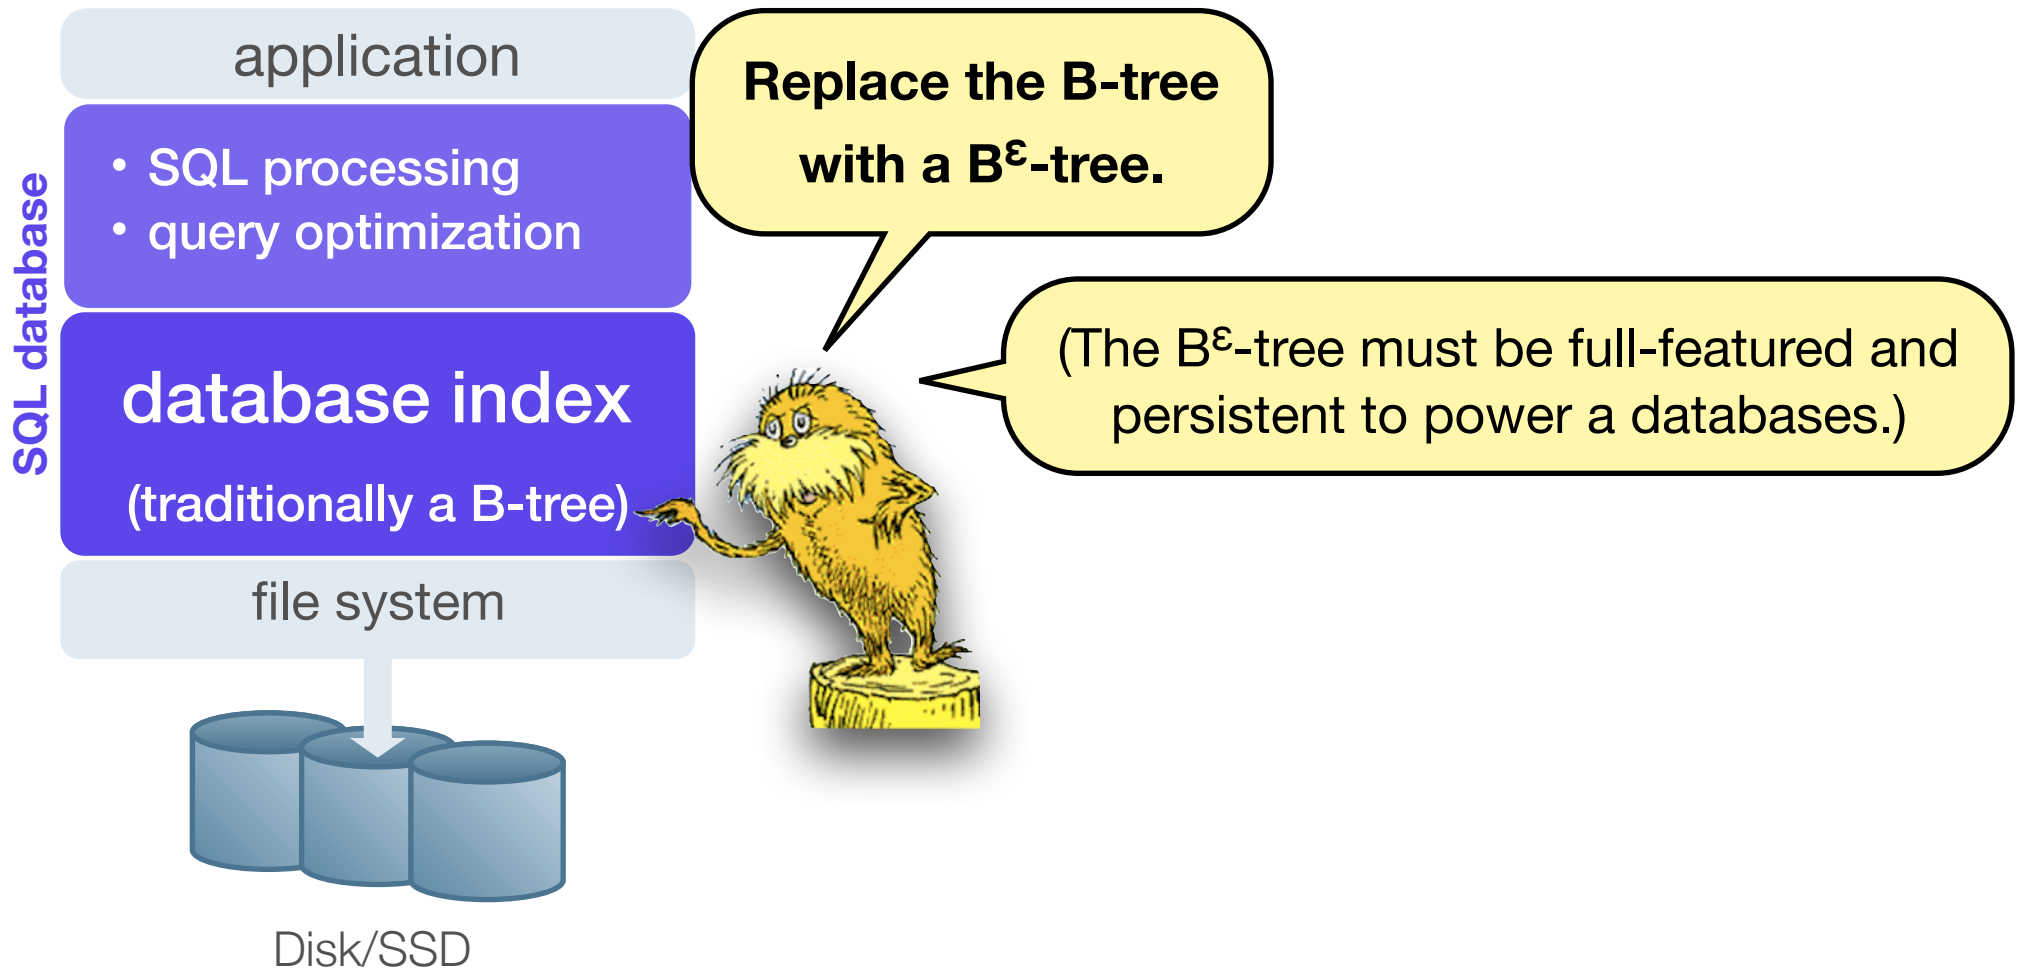 application
Replace the B-tree
with a Bᵋ-tree.
SQL database
• SQL processing
• query optimization
(The Bᵋ-tree must be full-featured and
persistent to power a databases.)
database index
(traditionally a B-tree)
file system
Disk/SSD